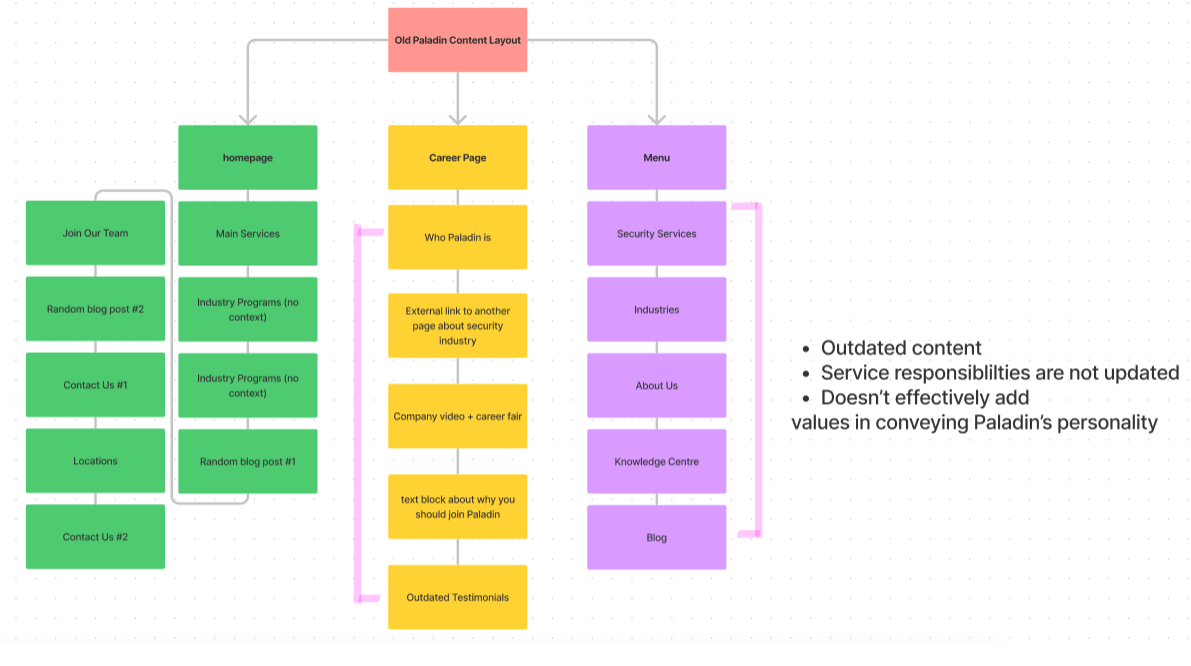 Old Paladin Content Layout
homepage
Main Services
Industry Programs (no
context)
Industry Programs (no
context)
Random blog post #1
Join Our Team
Random blog post #2
Contact Us #1
Locations
Contact Us #2
Career Page
Who Paladin is
External link to another
page about security
industry
Company video + career fair
text block about why you
should join Paladin
Outdated Testimonials
Menu
Security Services
Industries
About Us
Knowledge Centre
Blog
• Outdated content
• Service responsiblilties are not updated
• Doesn’t effectively add
values in conveying Paladin’s personality